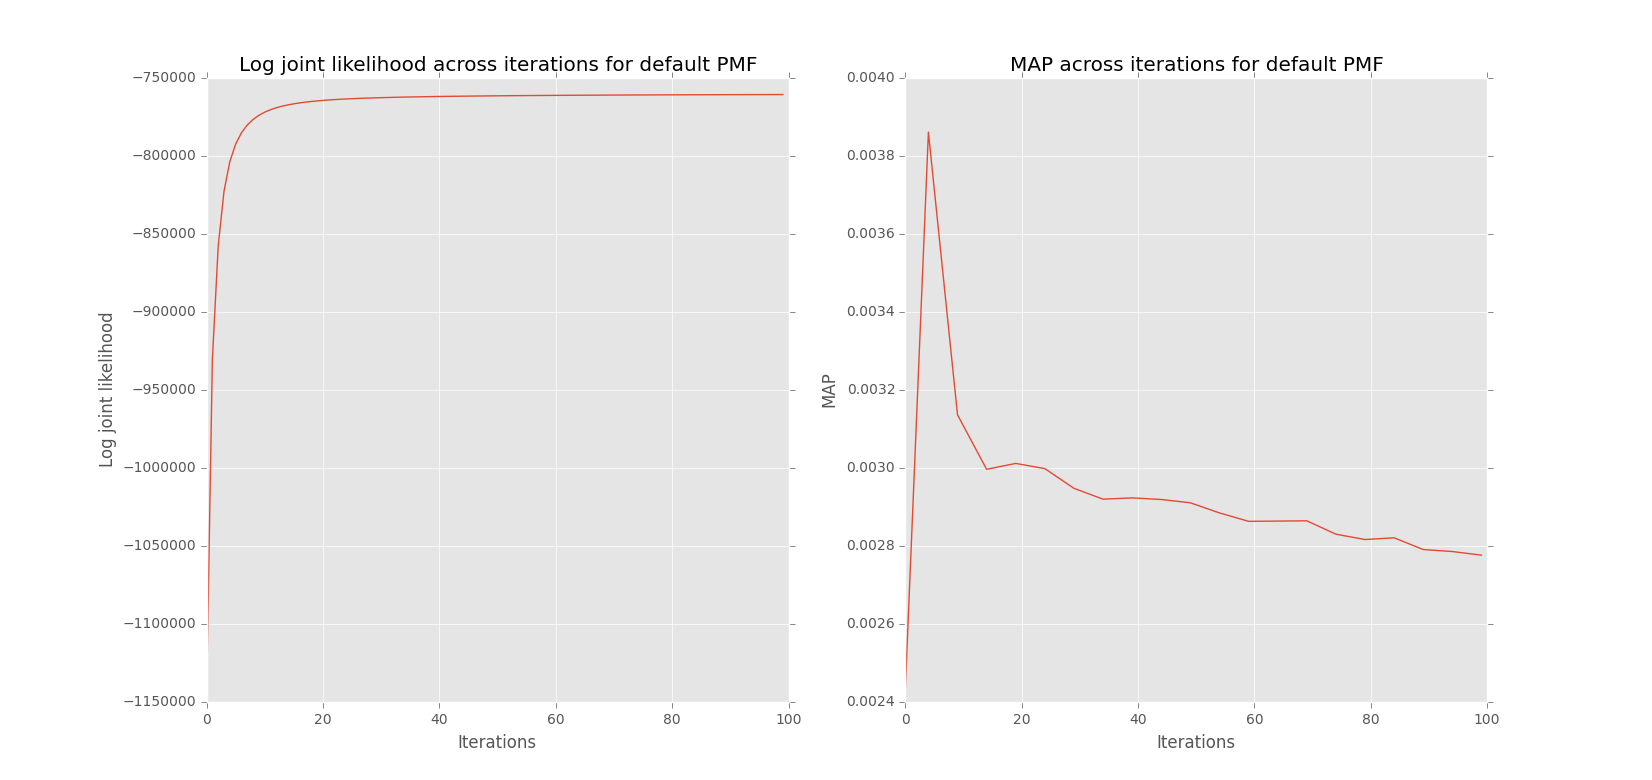 Log joint likelihood across iterations for default PMF
−750000
−800000
−850000
−900000
−950000
−1000000
−1050000
−1100000
−1150000
Log joint likelihood
0 20 40 60 80 100
Iterations
MAP across iterations for default PMF
0.0040
0.0038
0.0036
0.0034
0.0032
0.0030
0.0028
0.0026
0.0024
MAP
0 20 40 60 80 100
Iterations